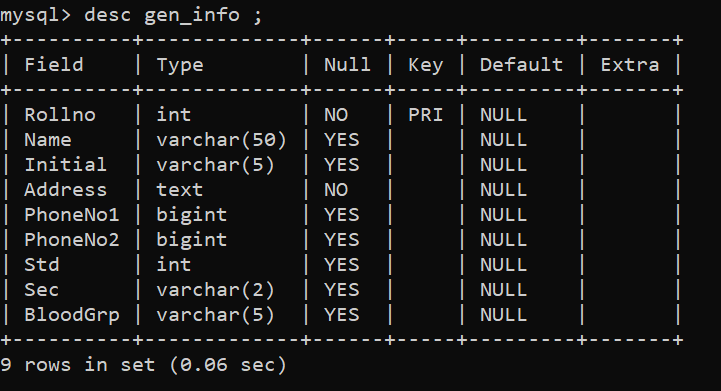 mysql> desc gen_info ;
+----------+-------------+------+-----+---------+-------+
| Field    | Type        | Null | Key | Default | Extra |
+----------+-------------+------+-----+---------+-------+
| Rollno   | int         | NO   | PRI | NULL    |       |
| Name     | varchar(50) | YES  |     | NULL    |       |
| Initial  | varchar(5)  | YES  |     | NULL    |       |
| Address  | text        | NO   |     | NULL    |       |
| PhoneNo1 | bigint      | YES  |     | NULL    |       |
| PhoneNo2 | bigint      | YES  |     | NULL    |       |
| Std      | int         | YES  |     | NULL    |       |
| Sec      | varchar(2)  | YES  |     | NULL    |       |
| BloodGrp | varchar(5)  | YES  |     | NULL    |       |
+----------+-------------+------+-----+---------+-------+
9 rows in set (0.06 sec)